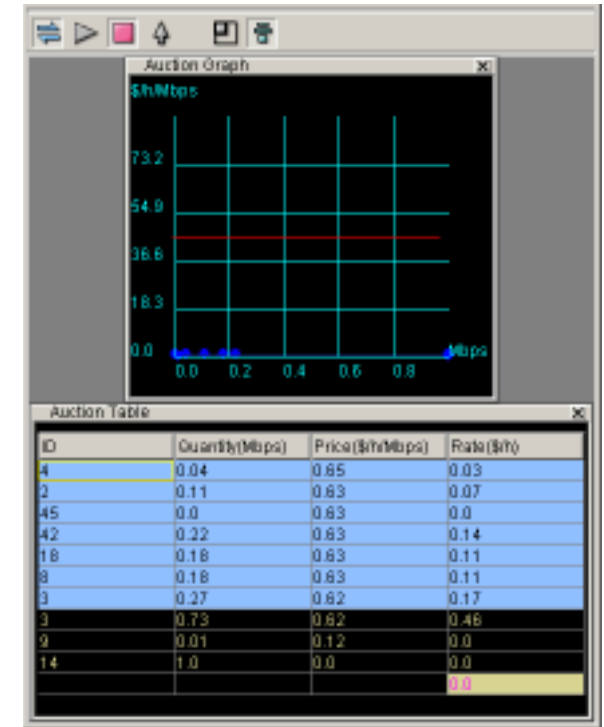 Auction Graph
$/h/Mbps
73.2
54.9
36.6
18.3
0.0
Mbps
0.0 0.2 0.4 0.6 0.8
Auction Table
ID Quantity(Mbps) Price($/h/Mbps) Rate($/h)
4 0.04 0.65 0.03
2 0.11 0.63 0.07
45 0.0 0.63 0.0
42 0.22 0.63 0.14
18 0.18 0.63 0.11
8 0.18 0.63 0.11
3 0.27 0.62 0.17
3 0.73 0.62 0.46
9 0.01 0.12 0.0
14 1.0 0.0 0.0
0.0